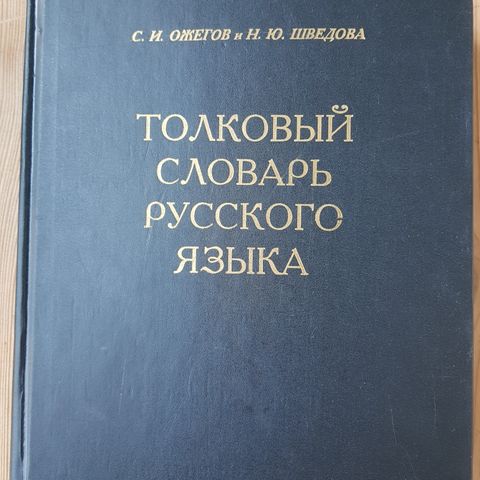 С. И. ОЖЕГОВ и Н. Ю. ШВЕДОВА
ТОЛКОВЫЙ
СЛОВАРЬ
РУССКОГО
ЯЗЫКА